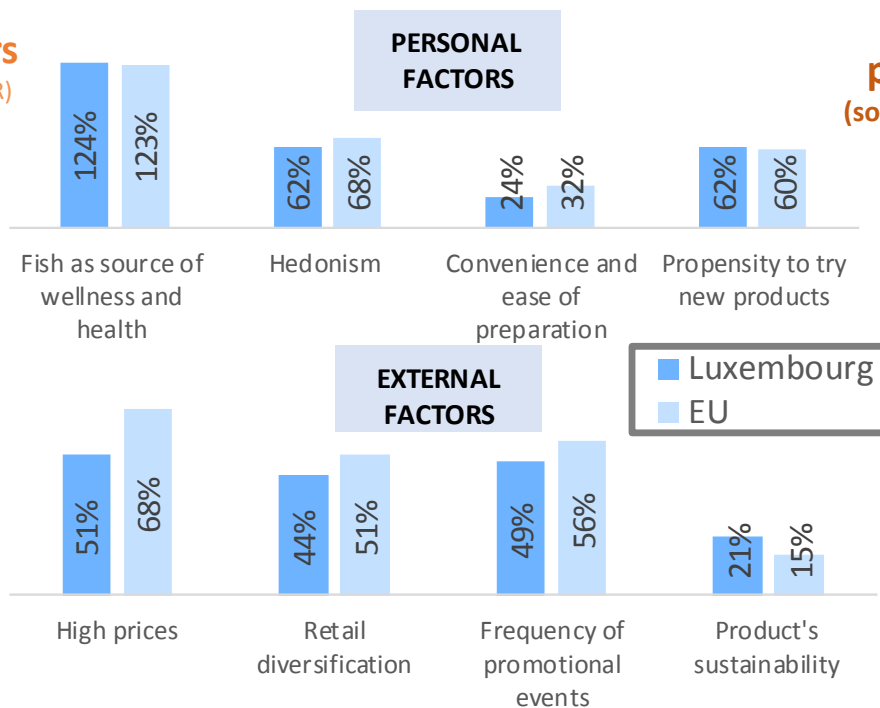 PERSONAL
FACTORS
124%
123%
62%
68%
24%
32%
62%
60%
Fish as source of
wellness and
health
Hedonism
Convenience and
ease of
preparation
Propensity to try
new products
EXTERNAL
FACTORS
Luxembourg
EU
51%
68%
44%
51%
49%
56%
21%
15%
High prices
Retail
diversification
Frequency of
promotional
events
Product's
sustainability